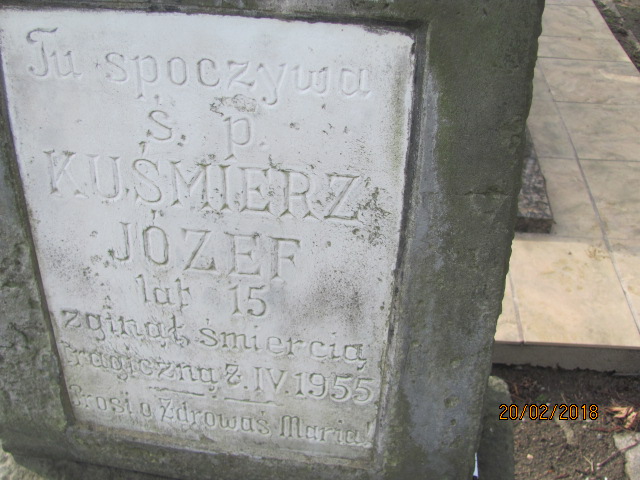 Tu spoczywa
ś. p.
KUŚMIERZ
JÓZEF
lat 15
zginął śmiercią
tragiczną 2.IV.1955
Prosi o Zdrowaś Maria!
20/02/2018